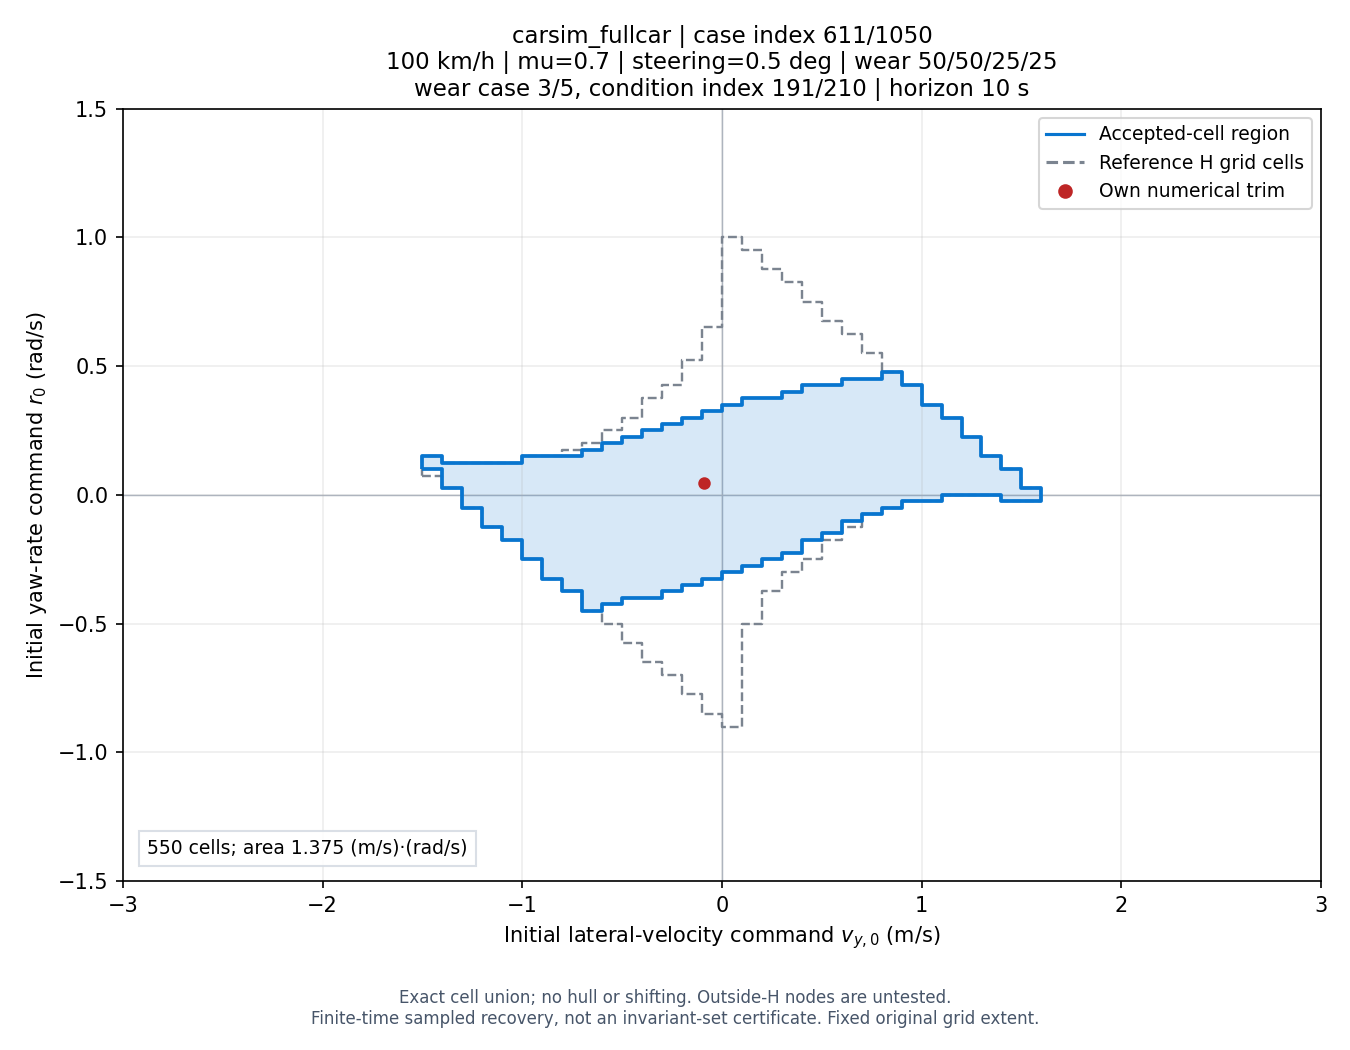 carsim_fullcar | case index 611/1050
100 km/h | mu=0.7 | steering=0.5 deg | wear 50/50/25/25
wear case 3/5, condition index 191/210 | horizon 10 s
Accepted-cell region
Reference H grid cells
Own numerical trim
1.5
1.0
0.5
0.0
−0.5
−1.0
−1.5
Initial yaw-rate command r₀ (rad/s)
550 cells; area 1.375 (m/s)·(rad/s)
−3
−2
−1
0
1
2
3
Initial lateral-velocity command v_{y,0} (m/s)
Exact cell union; no hull or shifting. Outside-H nodes are untested.
Finite-time sampled recovery, not an invariant-set certificate. Fixed original grid extent.